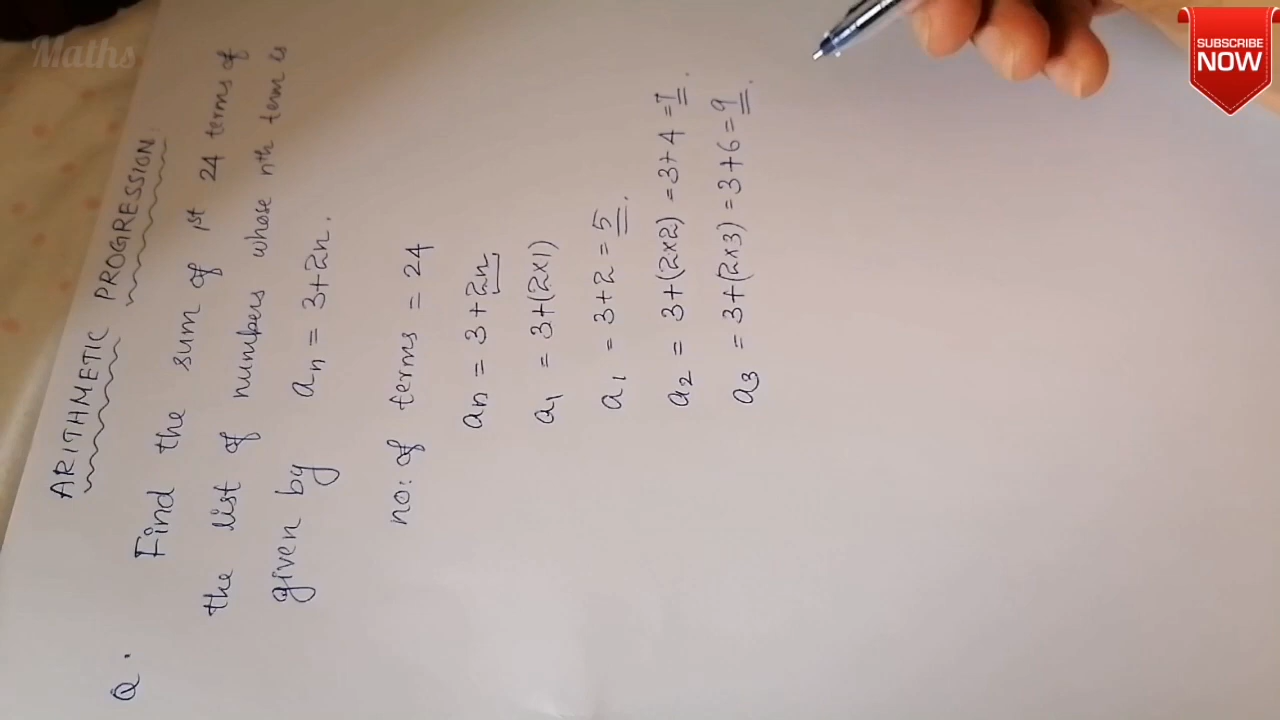 Maths
SUBSCRIBE
NOW
ARITHMETIC PROGRESSION.
Q. Find the sum of 1st 24 terms of
the list of numbers whose nth term is
given by an = 3+2n.
no: of terms = 24
an = 3 + 2n
a1 = 3+(2×1)
a1 = 3+2 = 5.
a2 = 3+(2×2) = 3+4 = 7.
a3 = 3+(2×3) = 3+6 = 9.